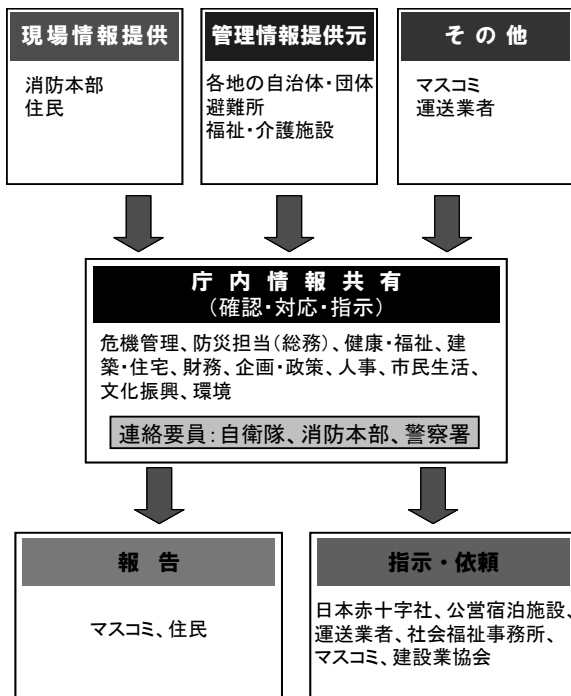 現場情報提供
消防本部
住民
管理情報提供元
各地の自治体・団体
避難所
福祉・介護施設
その他
マスコミ
運送業者
庁内情報共有
(確認・対応・指示)
危機管理、防災担当(総務)、健康・福祉、建
築・住宅、財務、企画・政策、人事、市民生活、
文化振興、環境
連絡要員:自衛隊、消防本部、警察署
報告
マスコミ、住民
指示・依頼
日本赤十字社、公営宿泊施設、
運送業者、社会福祉事務所、
マスコミ、建設業協会